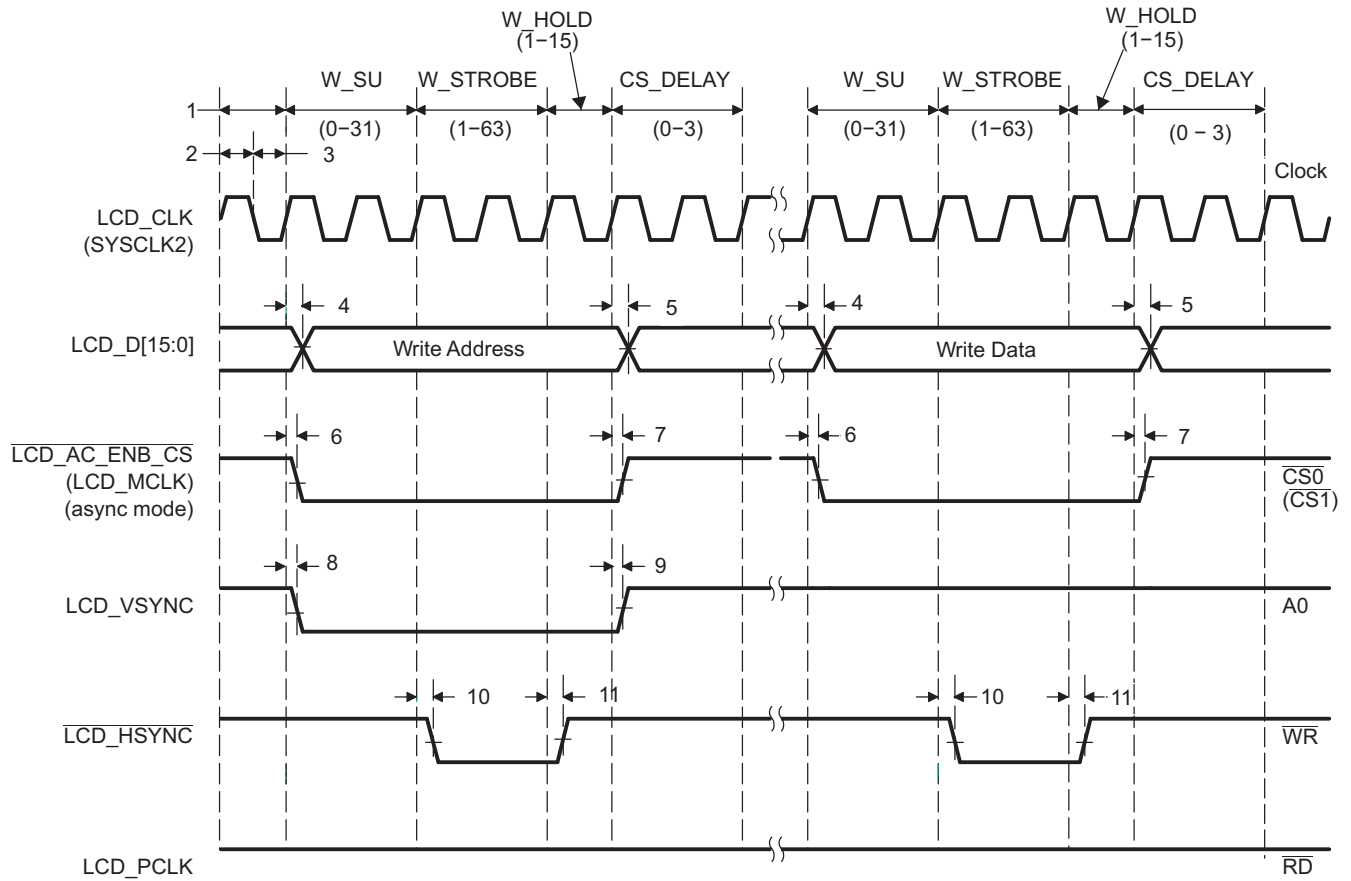 W_HOLD
(1−15)
W_HOLD
(1−15)
W_SU
W_STROBE
CS_DELAY
W_SU
W_STROBE
CS_DELAY
1
(0−31)
(1−63)
(0−3)
(0−31)
(1−63)
(0 − 3)
2
3
Clock
LCD_CLK
(SYSCLK2)
4
5
4
5
LCD_D[15:0]
Write Address
Write Data
6
7
6
7
LCD_AC_ENB_CS
(LCD_MCLK)
(async mode)
CS0
(CS1)
8
9
LCD_VSYNC
A0
10
11
10
11
LCD_HSYNC
WR
LCD_PCLK
RD